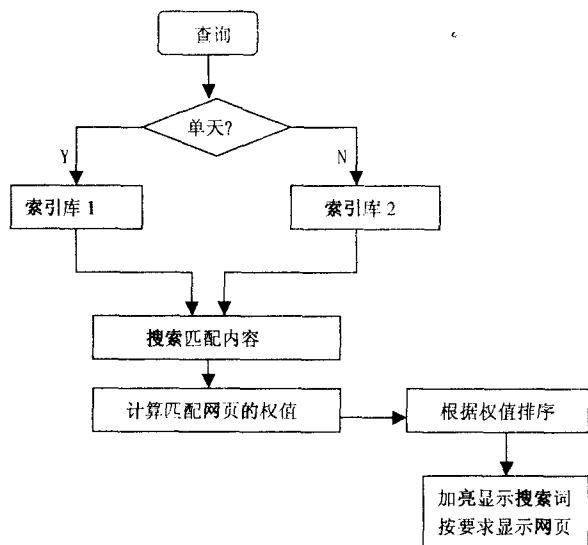 查询
单天?
Y
N
索引库 1
索引库 2
搜索匹配内容
计算匹配网页的权值
根据权值排序
加亮显示搜索词
按要求显示网页